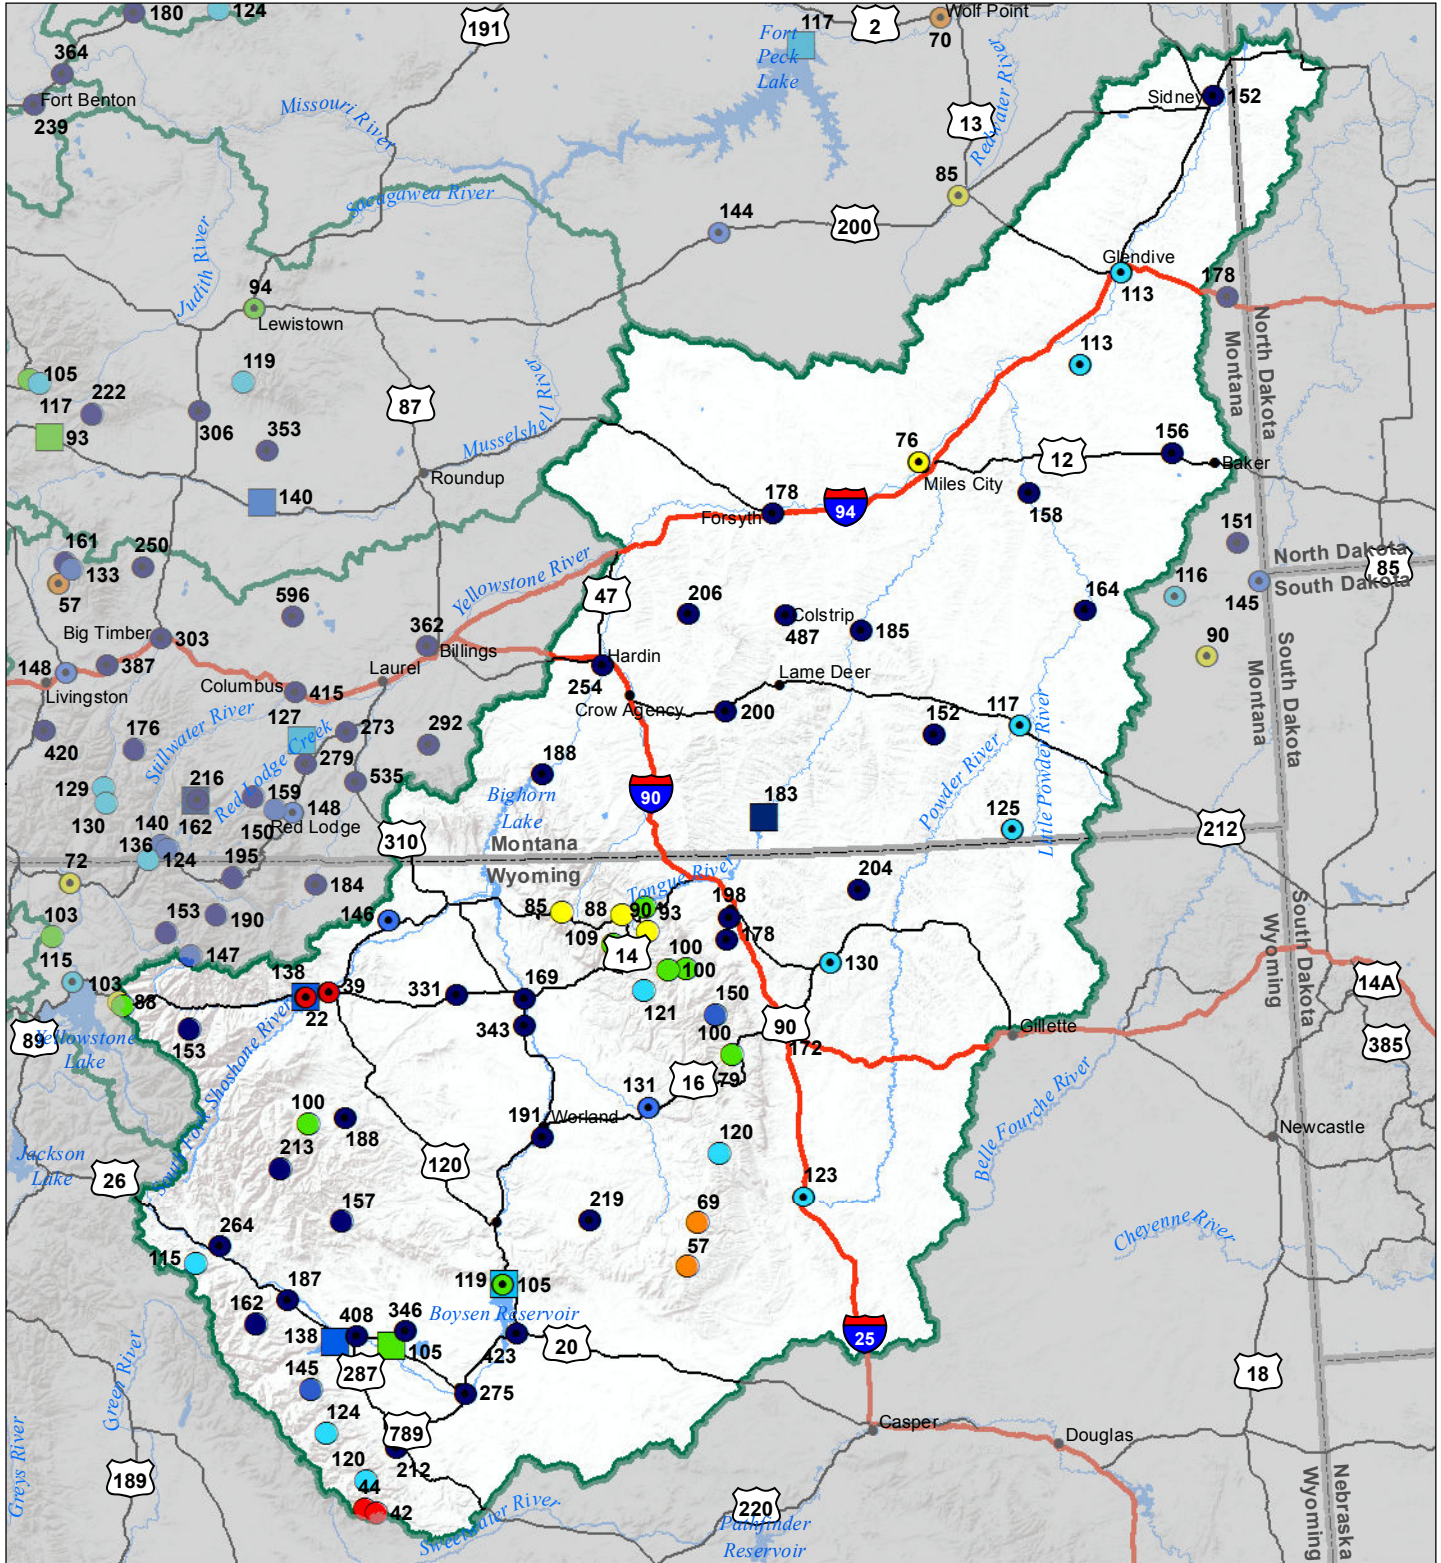 180
124
191
117
2
Wolf Point
70
364
Fort
Peck
Lake
Fort Benton
239
Missouri River
13
Redwater River
Sidney
152
85
Sacagawea River
144
200
Judith River
Glendive
113
178
94
Lewistown
North Dakota
Montana
105
119
113
117
222
93
306
87
353
Musselshell River
76
12
156
Baker
Roundup
Miles City
140
178
94
158
Forsyth
161
250
133
57
151
North Dakota
South Dakota
85
116
145
Yellowstone River
47
596
206
Colstrip
487
185
164
Big Timber
303
362
Billings
90
148
387
Laurel
Hardin
254
Lame Deer
Livingston
Columbus
415
Crow Agency
200
117
152
South Dakota
Montana
420
176
Stillwater River
127
273
292
Red Lodge Creek
279
188
Powder River
Little Powder River
129
130
216
159
535
148
Red Lodge
Bighorn
Lake
90
183
125
212
140
162
150
136
124
310
Montana
Wyoming
72
195
184
Tongue River
204
198
103
153
190
146
85
88
90
93
109
14
178
South Dakota
Wyoming
147
100
100
130
115
103
88
138
39
22
331
169
121
150
14A
89
Yellowstone
Lake
153
343
100
90
172
Gillette
385
South Fork Shoshone River
79
16
131
100
188
191
Worland
Belle Fourche River
Newcastle
Jackson
Lake
26
213
120
120
123
157
219
69
57
Cheyenne River
264
115
119
105
187
Boysen Reservoir
162
408
346
138
105
287
423
20
25
18
Green River
145
275
124
789
212
Casper
Douglas
120
44
42
Greys River
189
Sweetwater River
220
Pathfinder
Reservoir
Nebraska
Wyoming